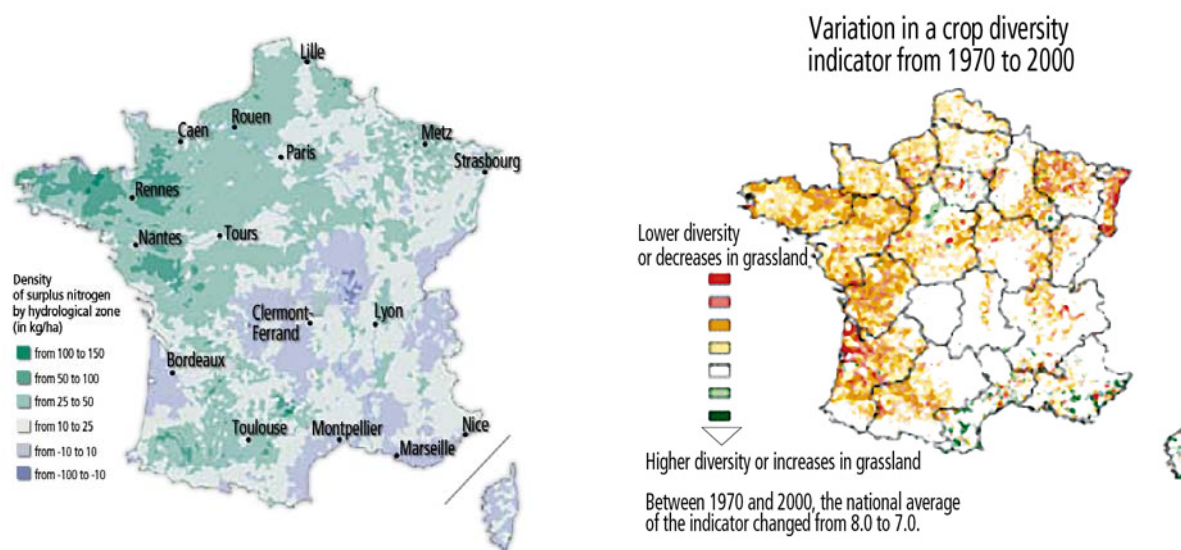 Lille
Rouen
Caen
Paris
Metz
Strasbourg
Rennes
Nantes
Tours
Density
of surplus nitrogen
by hydrological zone
(in kg/ha)
from 100 to 150
from 50 to 100
from 25 to 50
from 10 to 25
from -10 to 10
from -100 to -10
Clermont-
Ferrand
Lyon
Bordeaux
Toulouse
Montpellier
Nice
Marseille
Variation in a crop diversity
indicator from 1970 to 2000
Lower diversity
or decreases in grassland
Higher diversity or increases in grassland
Between 1970 and 2000, the national average
of the indicator changed from 8.0 to 7.0.